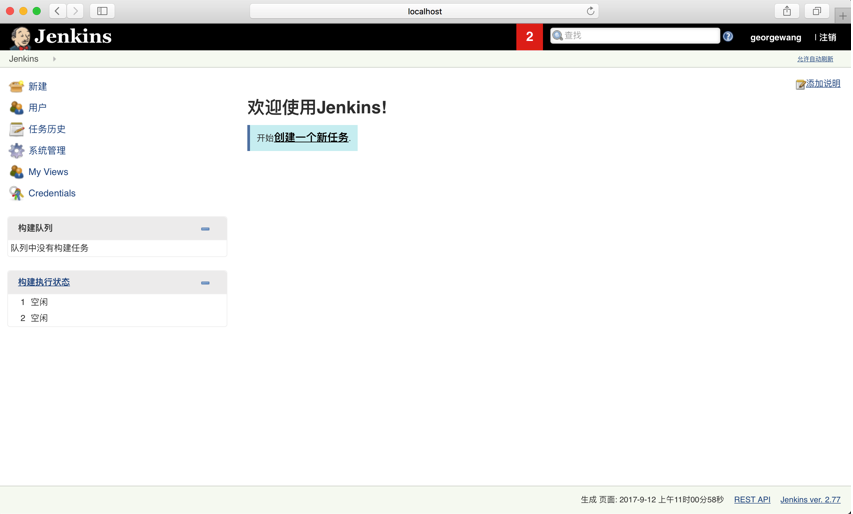 localhost
Jenkins
2
查找
georgewang
| 注销
Jenkins
允许自动刷新
新建
用户
任务历史
系统管理
My Views
Credentials
添加说明
欢迎使用Jenkins!
开始创建一个新任务.
构建队列
队列中没有构建任务
构建执行状态
1 空闲
2 空闲
生成 页面: 2017-9-12 上午11时00分58秒 REST API Jenkins ver. 2.77